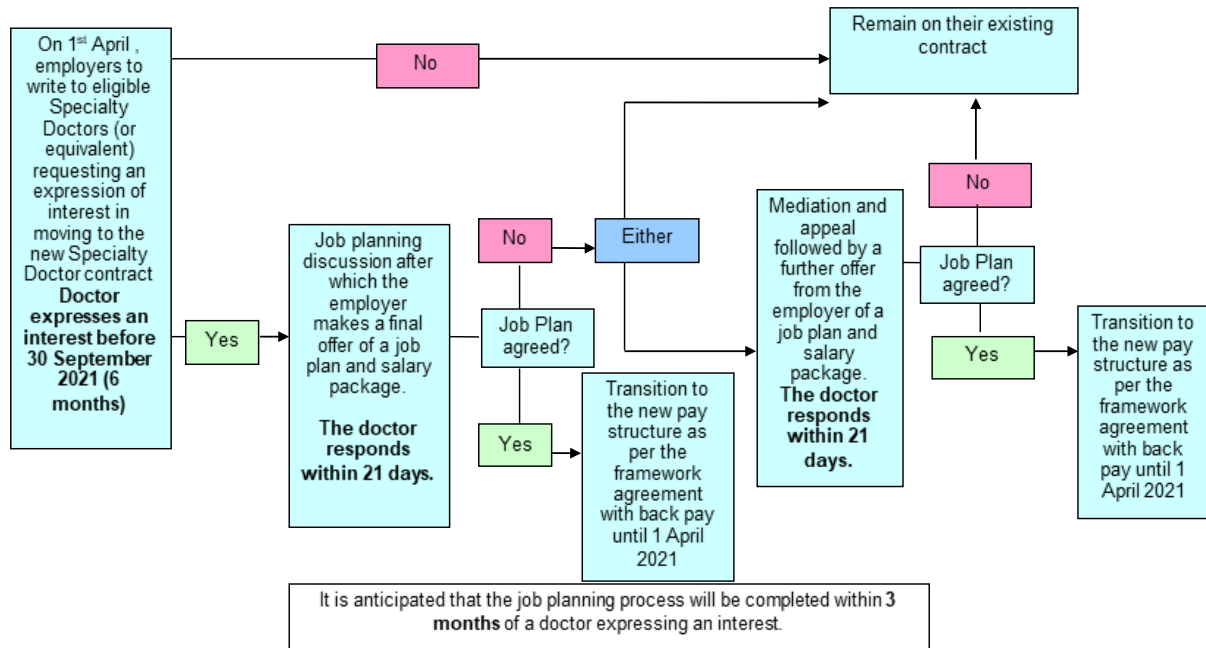 On 1st April ,
employers to
write to eligible
Specialty
Doctors (or
equivalent)
requesting an
expression of
interest in
moving to the
new Specialty
Doctor contract
Doctor
expresses an
interest before
30 September
2021 (6
months)
No
Remain on their existing
contract
Yes
Job planning
discussion after
which the
employer
makes a final
offer of a job
plan and salary
package.
The doctor
responds
within 21 days.
No
Either
Job Plan
agreed?
Yes
Transition to
the new pay
structure as
per the
framework
agreement
with back pay
until 1 April
2021
Mediation and
appeal
followed by a
further offer
from the
employer of a
job plan and
salary
package.
The doctor
responds
within 21
days.
No
Job Plan
agreed?
Yes
Transition to
the new pay
structure as
per the
framework
agreement
with back
pay until 1
April 2021
It is anticipated that the job planning process will be completed within 3
months of a doctor expressing an interest.